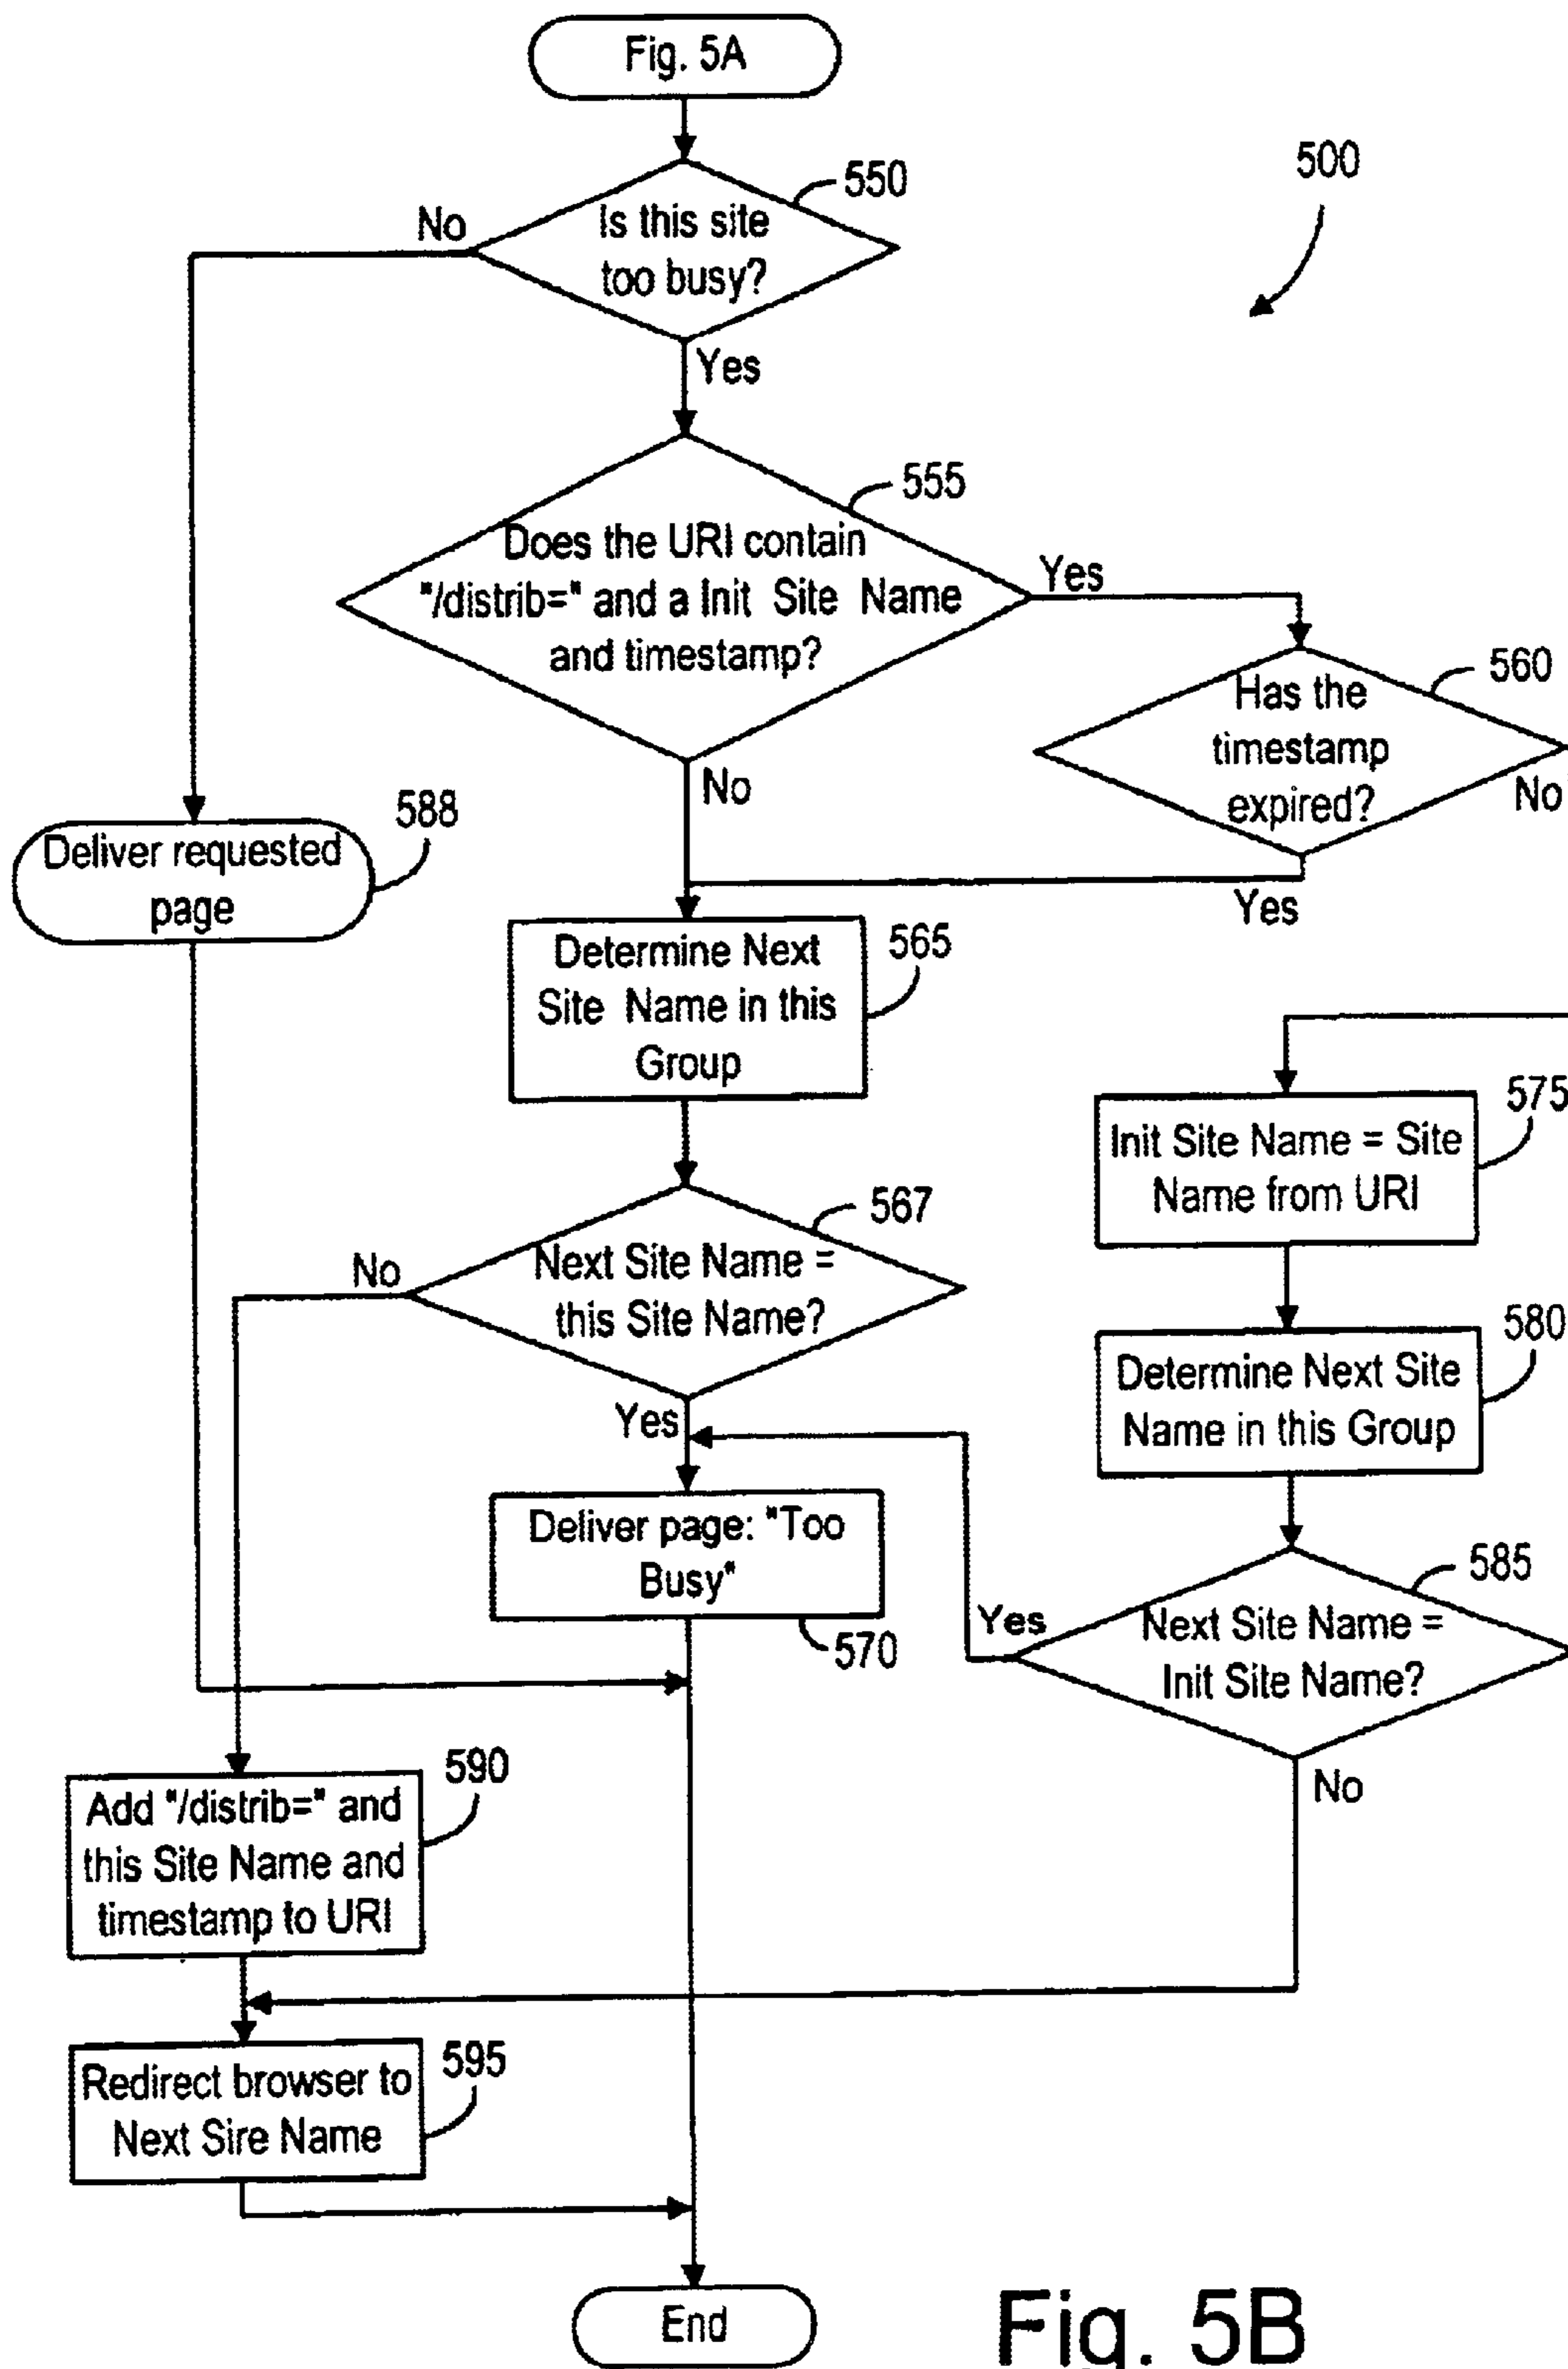 Fig. 5A
500
550
Is this site
too busy?
No
Yes
555
Does the URI contain
"/distrib=" and a Init Site Name
and timestamp?
Yes
No
560
Has the
timestamp
expired?
No
Yes
588
Deliver requested
page
565
Determine Next
Site Name in this
Group
575
Init Site Name = Site
Name from URI
567
Next Site Name =
this Site Name?
No
Yes
580
Determine Next Site
Name in this Group
Deliver page: "Too
Busy"
570
585
Next Site Name =
Init Site Name?
Yes
No
590
Add "/distrib=" and
this Site Name and
timestamp to URI
595
Redirect browser to
Next Sire Name
End
Fig. 5B